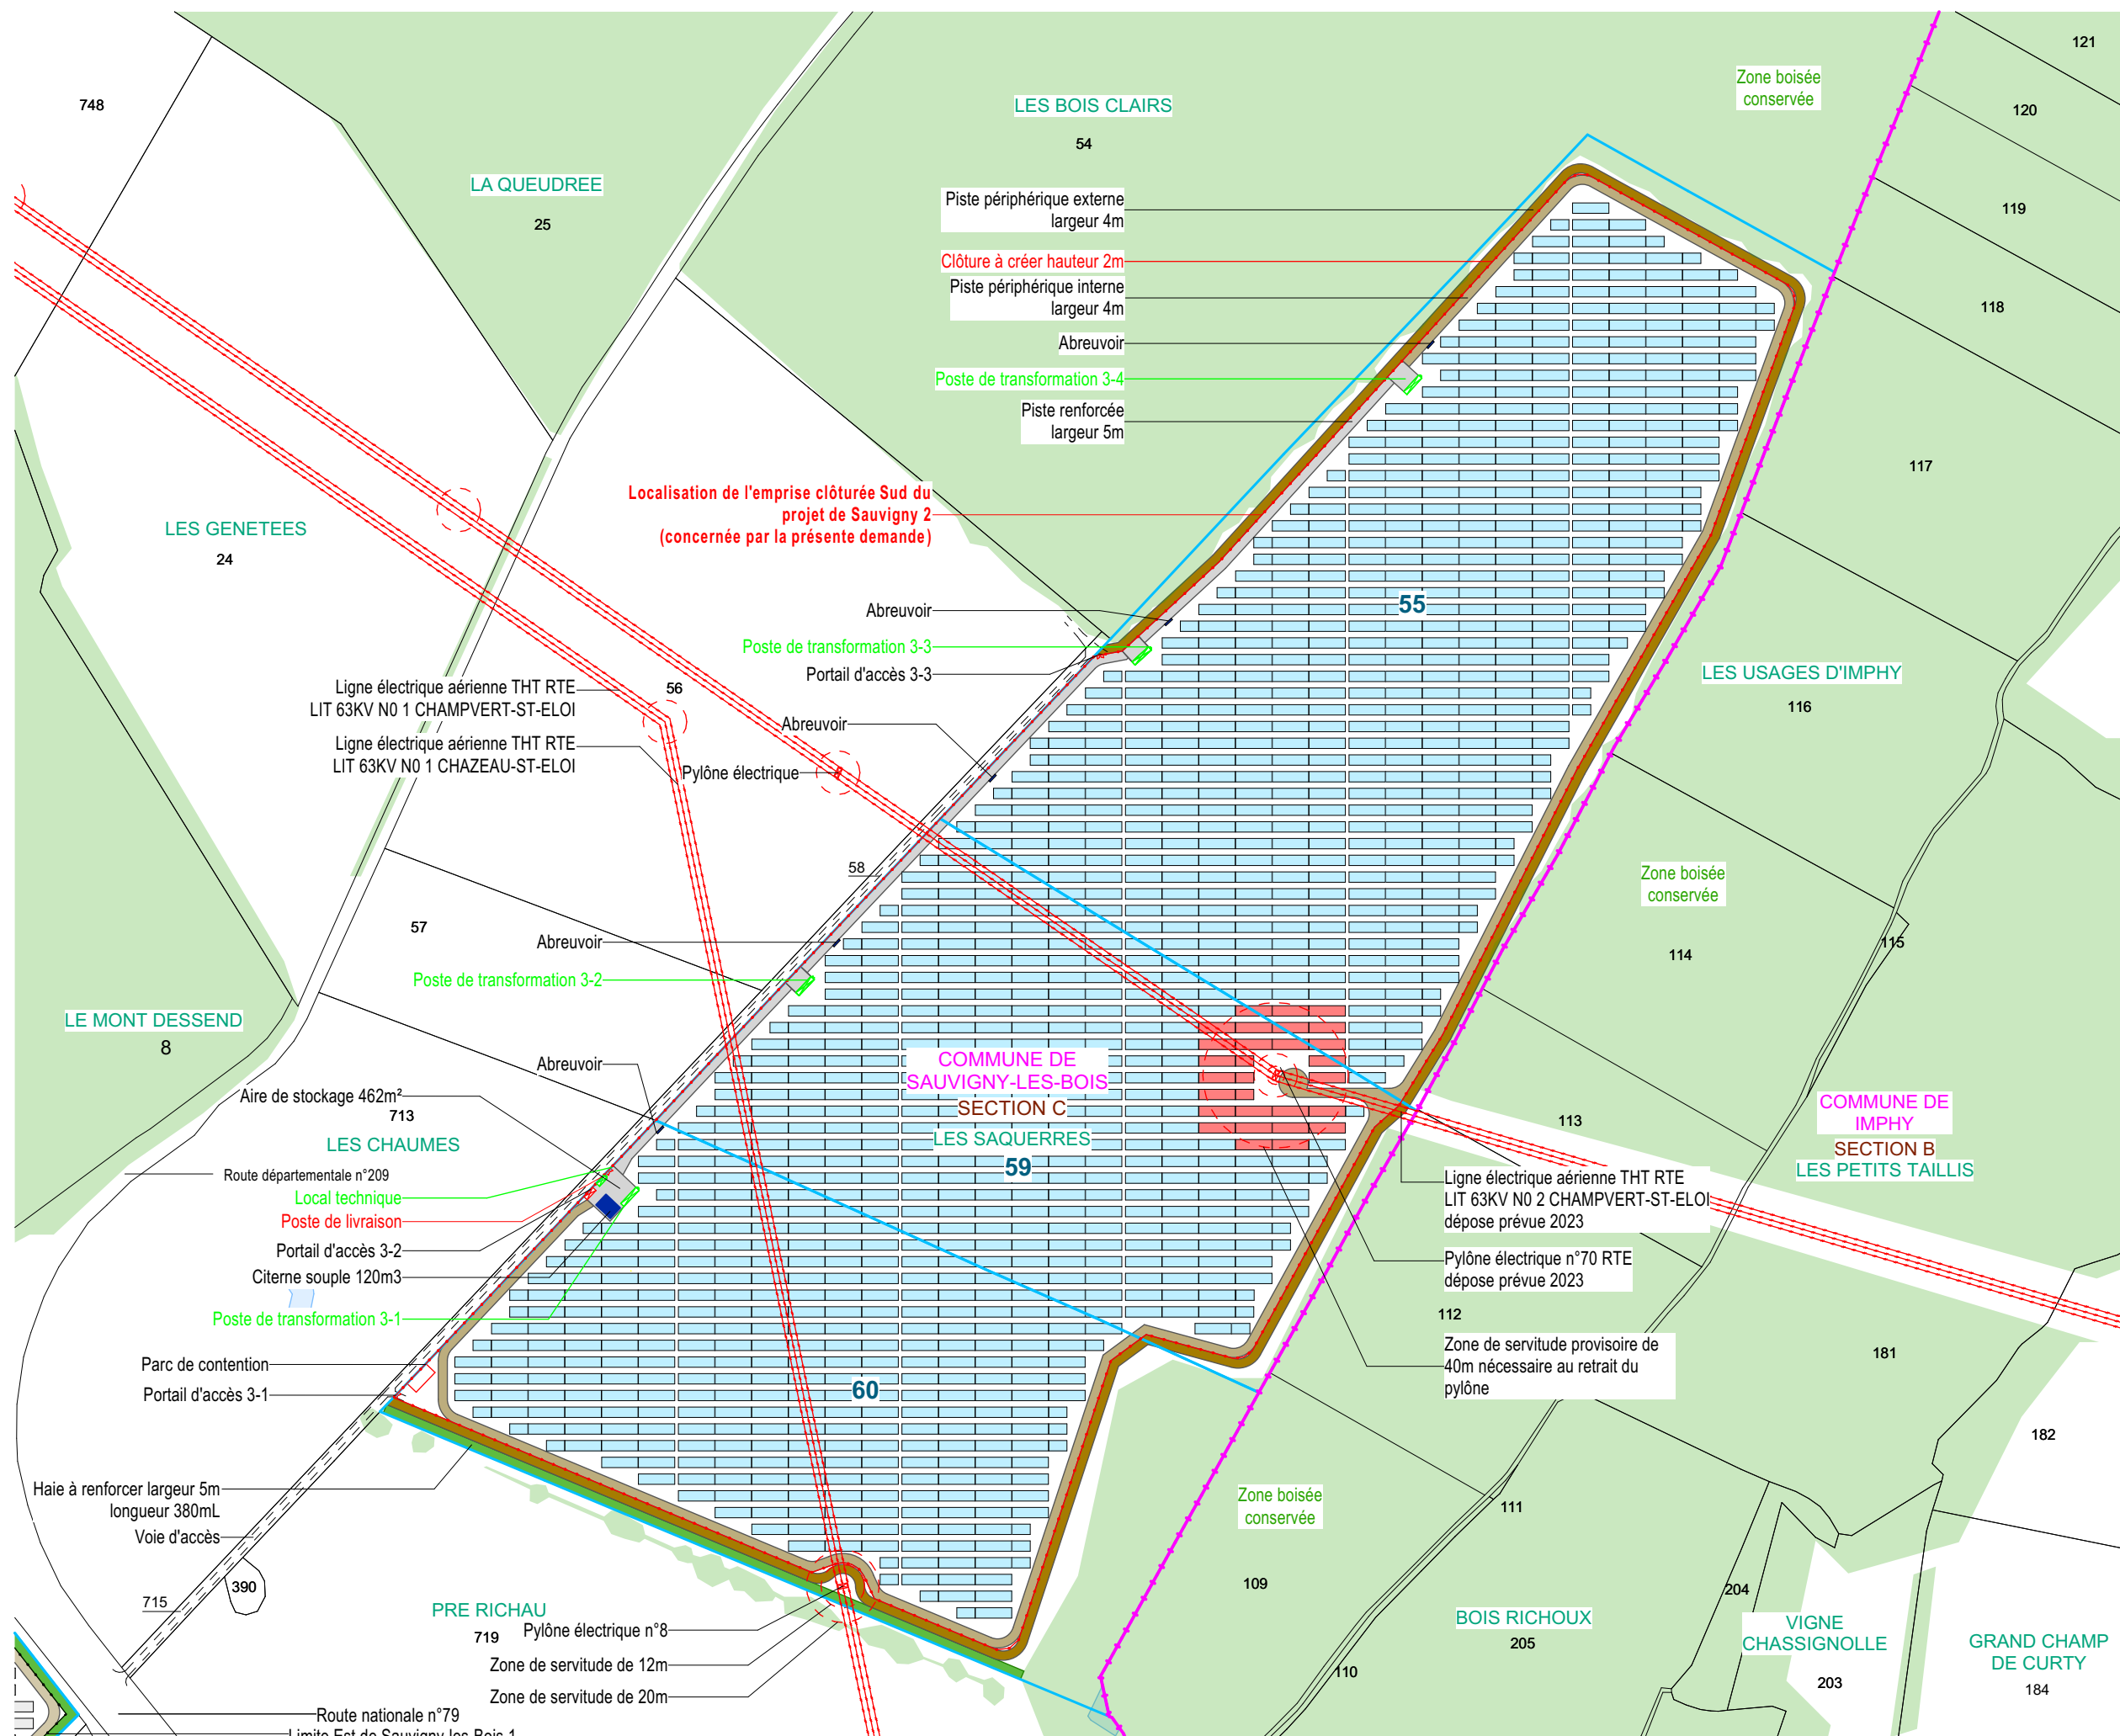 121
Zone boisée
conservée
748
LES BOIS CLAIRS
120
54
LA QUEUDREE
25
119
Piste périphérique externe
largeur 4m
Clôture à créer hauteur 2m
Piste périphérique interne
largeur 4m
118
Abreuvoir
Poste de transformation 3-4
Piste renforcée
largeur 5m
117
Localisation de l'emprise clôturée Sud du
projet de Sauvigny 2
(concernée par la présente demande)
LES GENETEES
24
Abreuvoir
55
Poste de transformation 3-3
Portail d'accès 3-3
LES USAGES D'IMPHY
116
Ligne électrique aérienne THT RTE
LIT 63KV N0 1 CHAMPVERT-ST-ELOI
56
Abreuvoir
Ligne électrique aérienne THT RTE
LIT 63KV N0 1 CHAZEAU-ST-ELOI
Pylône électrique
58
Zone boisée
conservée
57
Abreuvoir
115
114
Poste de transformation 3-2
LE MONT DESSEND
8
Abreuvoir
COMMUNE DE
SAUVIGNY-LES-BOIS
SECTION C
LES SAQUERRES
59
Aire de stockage 462m²
713
LES CHAUMES
113
COMMUNE DE
IMPHY
SECTION B
LES PETITS TAILLIS
Route départementale n°209
Local technique
Poste de livraison
Portail d'accès 3-2
Citerne souple 120m3
Poste de transformation 3-1
Ligne électrique aérienne THT RTE
LIT 63KV N0 2 CHAMPVERT-ST-ELOI
dépose prévue 2023
Pylône électrique n°70 RTE
dépose prévue 2023
112
Zone de servitude provisoire de
40m nécessaire au retrait du
pylône
181
Parc de contention
Portail d'accès 3-1
60
182
Haie à renforcer largeur 5m
longueur 380mL
Voie d'accès
Zone boisée
conservée
111
390
109
204
715
PRE RICHAU
719
Pylône électrique n°8
Zone de servitude de 12m
Zone de servitude de 20m
BOIS RICHOUX
205
VIGNE
CHASSIGNOLLE
203
GRAND CHAMP
DE CURTY
184
110
Route nationale n°79
Limite Est de Sauvigny les Bois 1